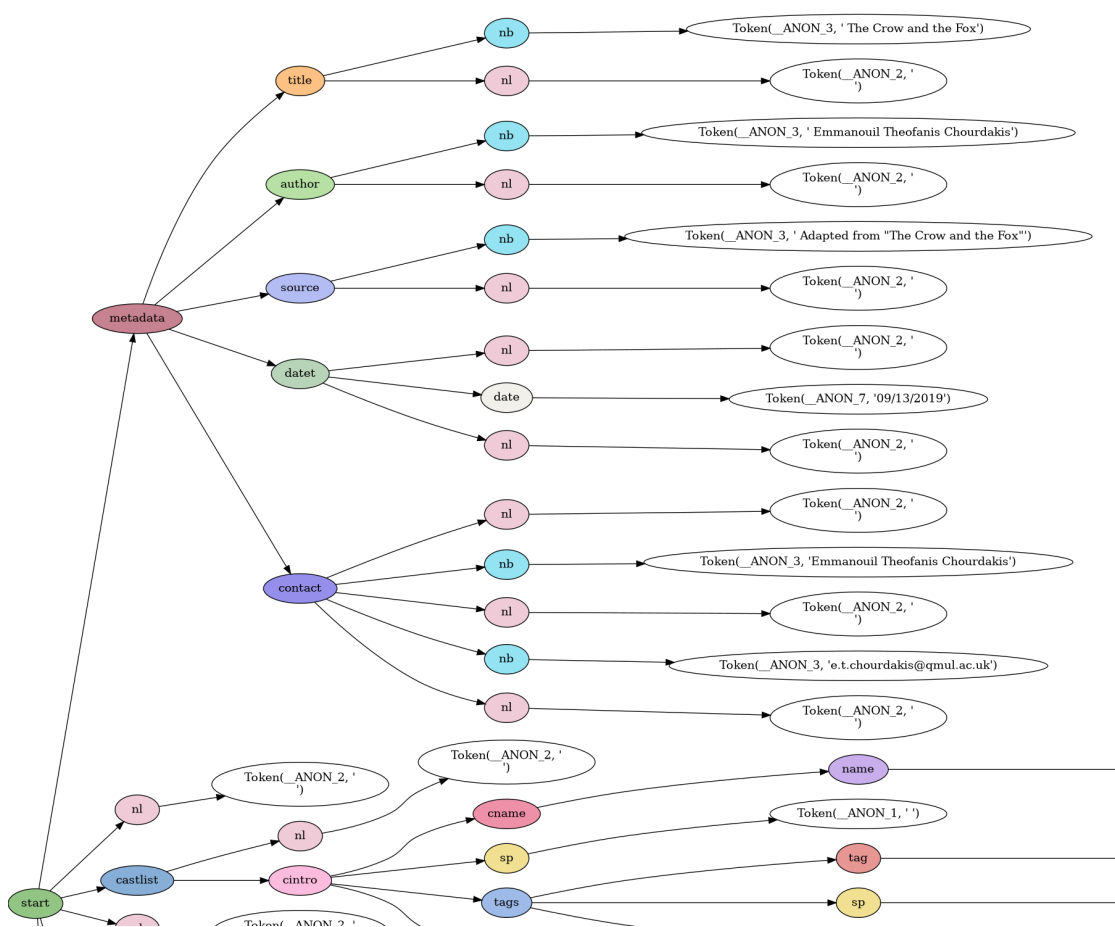 nb
Token(__ANON_3, ' The Crow and the Fox')
title
nl
Token(__ANON_2, '
')
nb
Token(__ANON_3, ' Emmanouil Theofanis Chourdakis')
author
nl
Token(__ANON_2, '
')
nb
Token(__ANON_3, ' Adapted from "The Crow and the Fox"')
source
nl
Token(__ANON_2, '
')
metadata
nl
Token(__ANON_2, '
')
datet
date
Token(__ANON_7, '09/13/2019')
nl
Token(__ANON_2, '
')
nl
Token(__ANON_2, '
')
nb
Token(__ANON_3, 'Emmanouil Theofanis Chourdakis')
contact
nl
Token(__ANON_2, '
')
nb
Token(__ANON_3, 'e.t.chourdakis@qmul.ac.uk')
nl
Token(__ANON_2, '
')
Token(__ANON_2, '
')
name
Token(__ANON_2, '
')
nl
cname
Token(__ANON_1, ' ')
nl
sp
tag
castlist
cintro
start
tags
sp
Token(__ANON_2, '